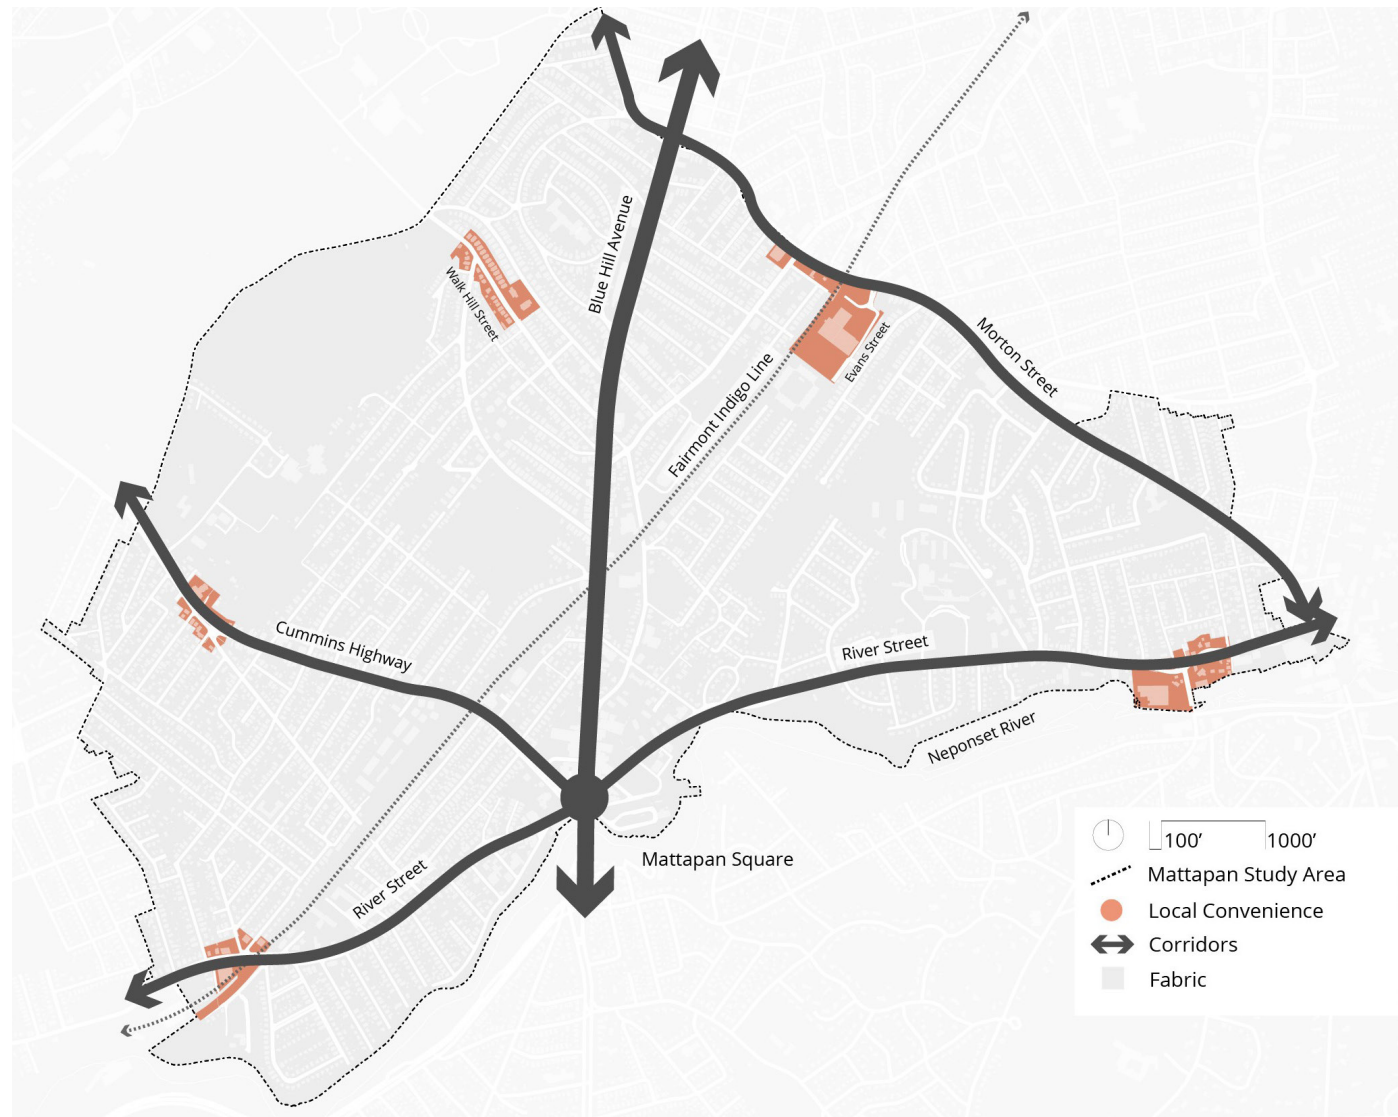 Blue Hill Avenue
Walk Hill Street
Evans Street
Morton Street
Fairmont Indigo Line
Cummins Highway
River Street
Neponset River
Mattapan Square
River Street
100’
1000’
Mattapan Study Area
Local Convenience
Corridors
Fabric